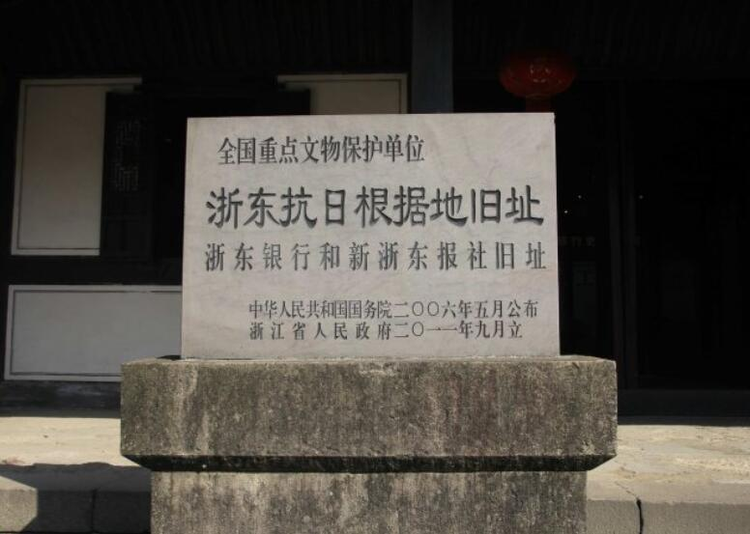 全国重点文物保护单位
浙东抗日根据地旧址
浙东银行和新浙东报社旧址
中华人民共和国国务院二〇〇六年五月公布
浙江省人民政府二〇一一年九月立